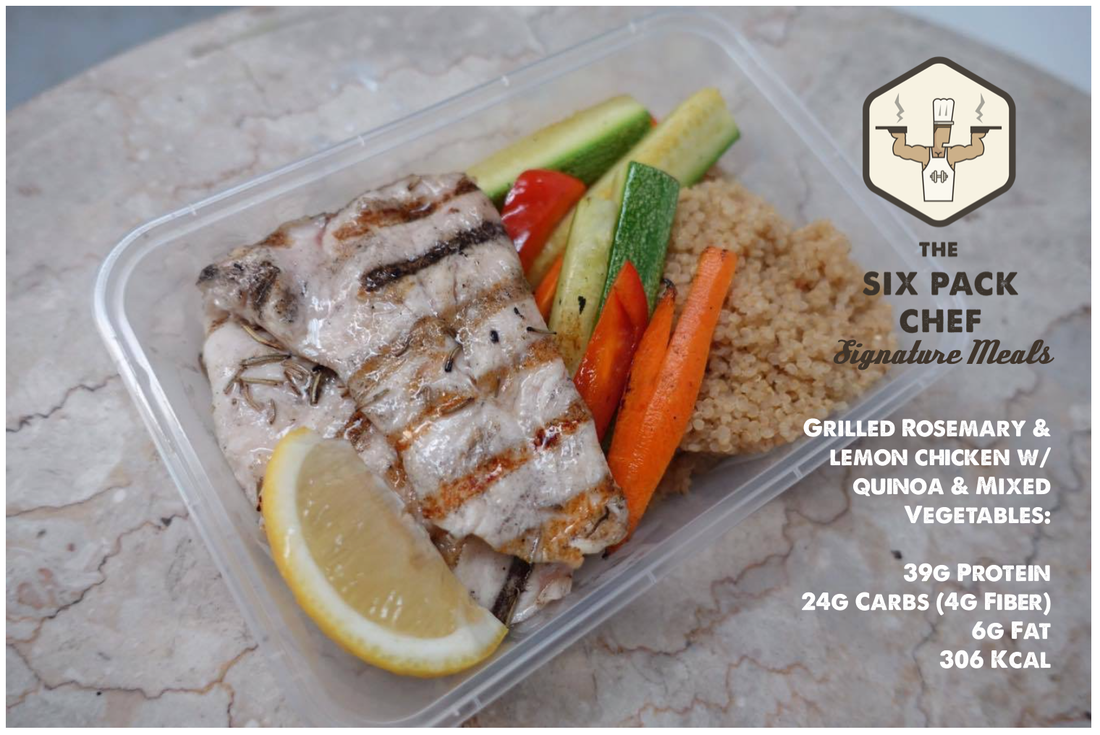 THE
SIX PACK
CHEF
Signature Meals
GRILLED ROSEMARY &
LEMON CHICKEN W/
QUINOA & MIXED
VEGETABLES:
39G PROTEIN
24G CARBS (4G FIBER)
6G FAT
306 KCAL